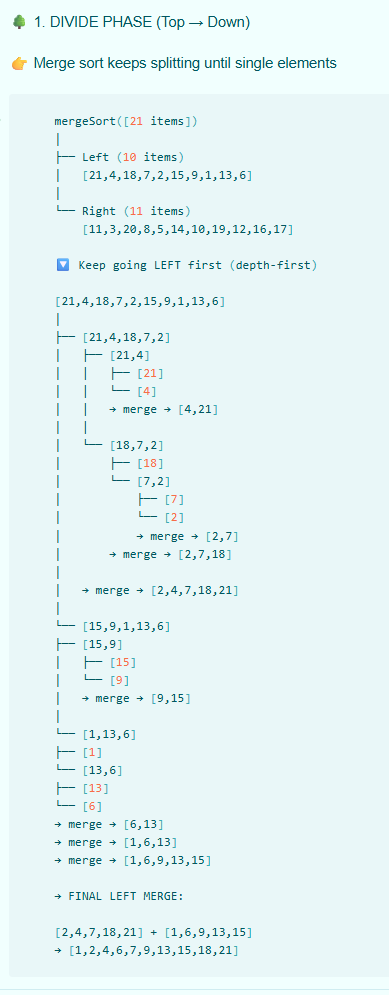 🌳 1. DIVIDE PHASE (Top → Down)
👉 Merge sort keeps splitting until single elements
mergeSort([21 items])
│
├── Left (10 items)
│   [21,4,18,7,2,15,9,1,13,6]
│
└── Right (11 items)
    [11,3,20,8,5,14,10,19,12,16,17]
🔽 Keep going LEFT first (depth-first)
[21,4,18,7,2,15,9,1,13,6]
│
├── [21,4,18,7,2]
│   ├── [21,4]
│   │   ├── [21]
│   │   └── [4]
│   │   → merge → [4,21]
│   │
│   └── [18,7,2]
│       ├── [18]
│       └── [7,2]
│           ├── [7]
│           └── [2]
│           → merge → [2,7]
│       → merge → [2,7,18]
│
│   → merge → [2,4,7,18,21]
│
└── [15,9,1,13,6]
├── [15,9]
│   ├── [15]
│   └── [9]
│   → merge → [9,15]
│
└── [1,13,6]
├── [1]
└── [13,6]
├── [13]
└── [6]
→ merge → [6,13]
→ merge → [1,6,13]
→ merge → [1,6,9,13,15]
→ FINAL LEFT MERGE:
[2,4,7,18,21] + [1,6,9,13,15]
→ [1,2,4,6,7,9,13,15,18,21]